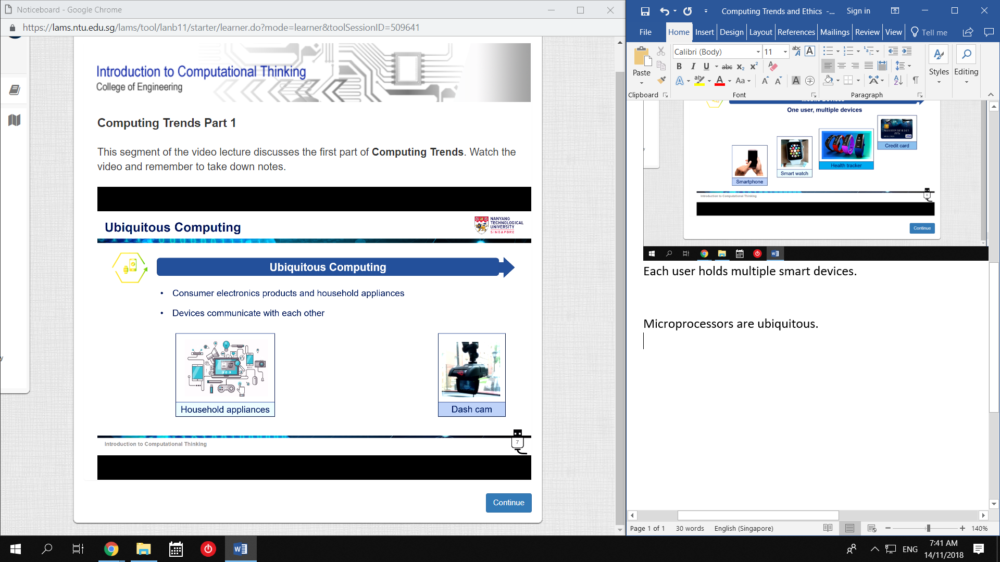 Noticeboard - Google Chrome
https://lams.ntu.edu.sg/lams/tool/lanb11/starter/learner.do?mode=learner&toolSessionID=509641
Introduction to Computational Thinking
College of Engineering
Computing Trends Part 1
This segment of the video lecture discusses the first part of Computing Trends. Watch the
video and remember to take down notes.
Ubiquitous Computing
NANYANG
TECHNOLOGICAL
UNIVERSITY
SINGAPORE
Ubiquitous Computing
• Consumer electronics products and household appliances
• Devices communicate with each other
Household appliances
Dash cam
Introduction to Computational Thinking
7
Continue
y
Computing Trends and Ethics -...
Sign in
File Home Insert Design Layout References Mailings Review View Tell me
Paste
Calibri (Body) 11
Styles
Editing
Clipboard
Font
Paragraph
One user, multiple devices
Credit card
Health tracker
Smart watch
Smartphone
VISA
Introduction to Computational Thinking
Continue
Each user holds multiple smart devices.
Microprocessors are ubiquitous.
Page 1 of 1 30 words English (Singapore) 140%
ENG
7:41 AM
14/11/2018